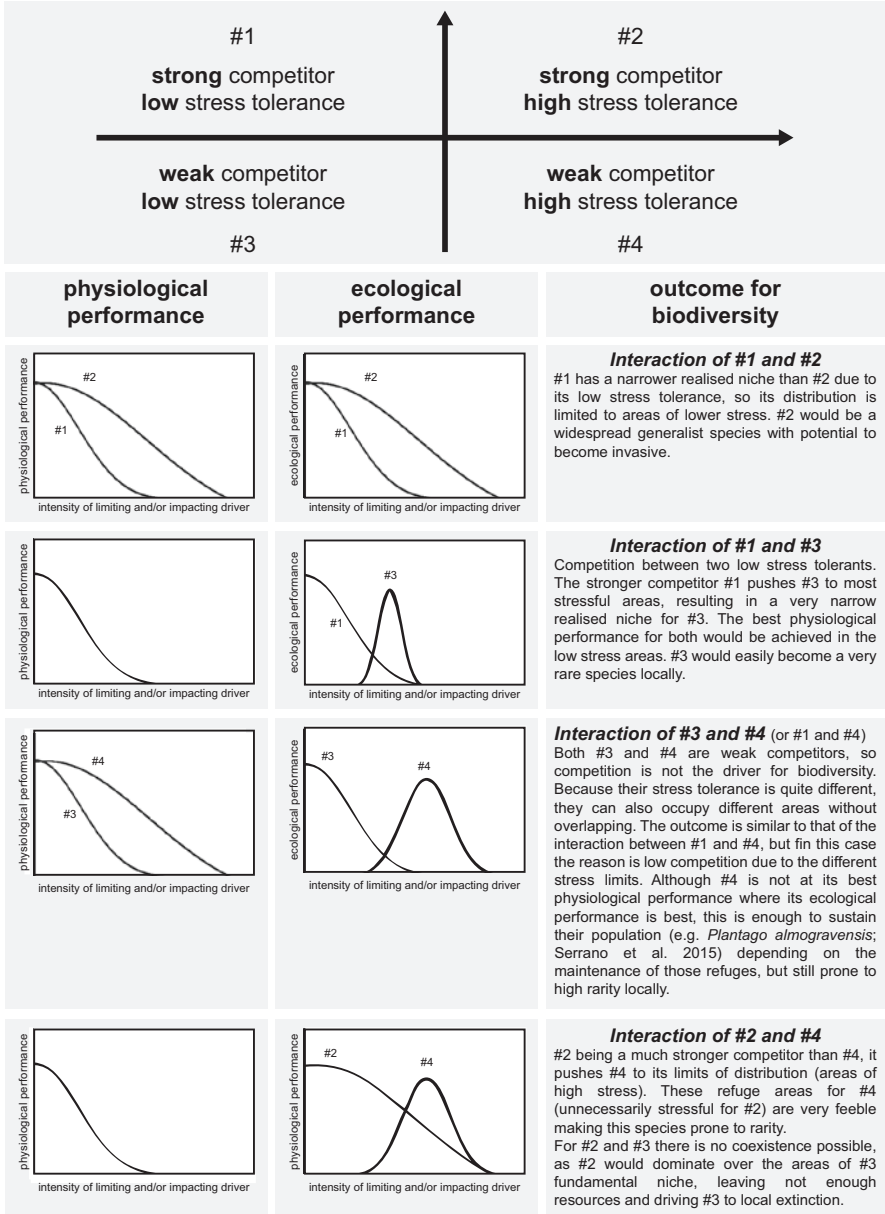 #1
#2
strong competitor
low stress tolerance
strong competitor
high stress tolerance
weak competitor
low stress tolerance
weak competitor
high stress tolerance
#3
#4
physiological
performance
ecological
performance
outcome for
biodiversity
physiological performance
#2
#1
intensity of limiting and/or impacting driver
ecological performance
#2
#1
intensity of limiting and/or impacting driver
Interaction of #1 and #2
#1 has a narrower realised niche than #2 due to
its low stress tolerance, so its distribution is
limited to areas of lower stress. #2 would be a
widespread generalist species with potential to
become invasive.
physiological performance
intensity of limiting and/or impacting driver
ecological performance
#3
#1
intensity of limiting and/or impacting driver
Interaction of #1 and #3
Competition between two low stress tolerants.
The stronger competitor #1 pushes #3 to most
stressful areas, resulting in a very narrow
realised niche for #3. The best physiological
performance for both would be achieved in the
low stress areas. #3 would easily become a very
rare species locally.
physiological performance
#4
#3
intensity of limiting and/or impacting driver
ecological performance
#3
#4
intensity of limiting and/or impacting driver
Interaction of #3 and #4 (or #1 and #4)
Both #3 and #4 are weak competitors, so
competition is not the driver for biodiversity.
Because their stress tolerance is quite different,
they can also occupy different areas without
overlapping. The outcome is similar to that of the
interaction between #1 and #4, but fin this case
the reason is low competition due to the different
stress limits. Although #4 is not at its best
physiological performance where its ecological
performance is best, this is enough to sustain
their population (e.g. Plantago almogravensis;
Serrano et al. 2015) depending on the
maintenance of those refuges, but still prone to
high rarity locally.
physiological performance
intensity of limiting and/or impacting driver
ecological performance
#2
#4
intensity of limiting and/or impacting driver
Interaction of #2 and #4
#2 being a much stronger competitor than #4, it
pushes #4 to its limits of distribution (areas of
high stress). These refuge areas for #4
(unnecessarily stressful for #2) are very feeble
making this species prone to rarity.
For #2 and #3 there is no coexistence possible,
as #2 would dominate over the areas of #3
fundamental niche, leaving not enough
resources and driving #3 to local extinction.